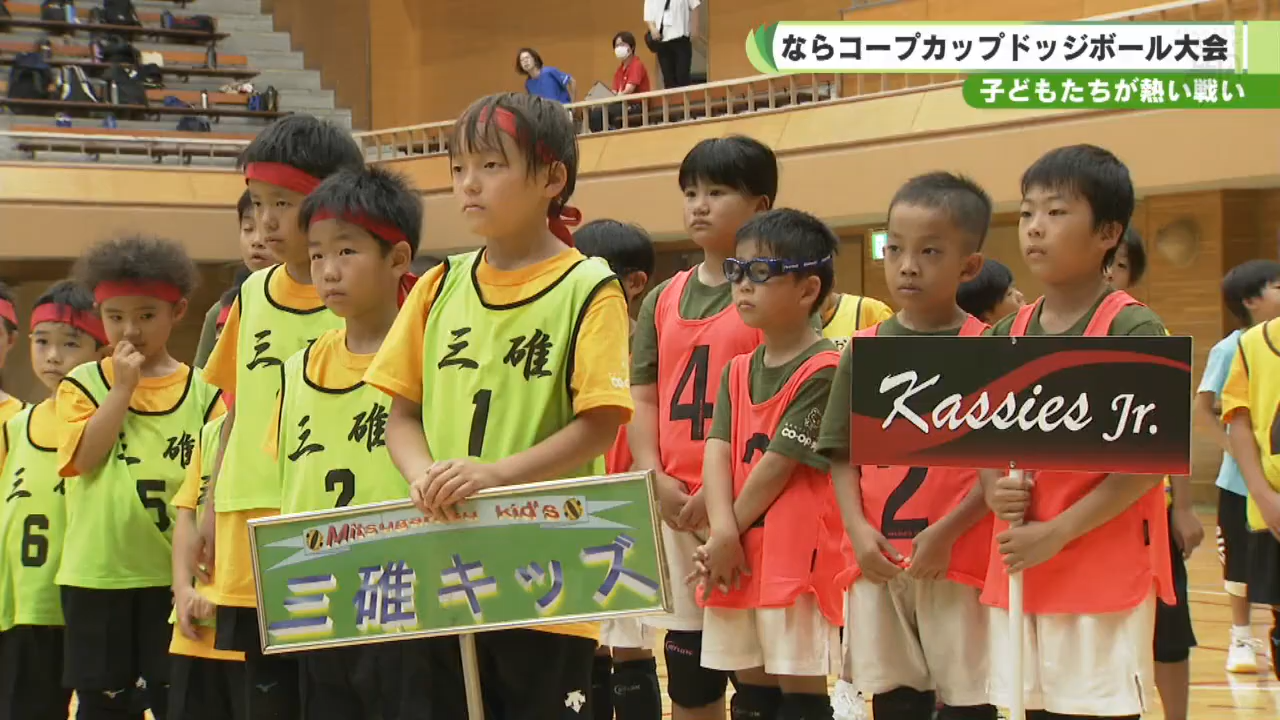 ならコープカップドッジボール大会
子どもたちが熱い戦い
三碓
1
三碓
三碓
2
三碓
5
三
6
4
2
co-op
Kassies Jr.
Mitsugarasu kid's
三碓キッズ